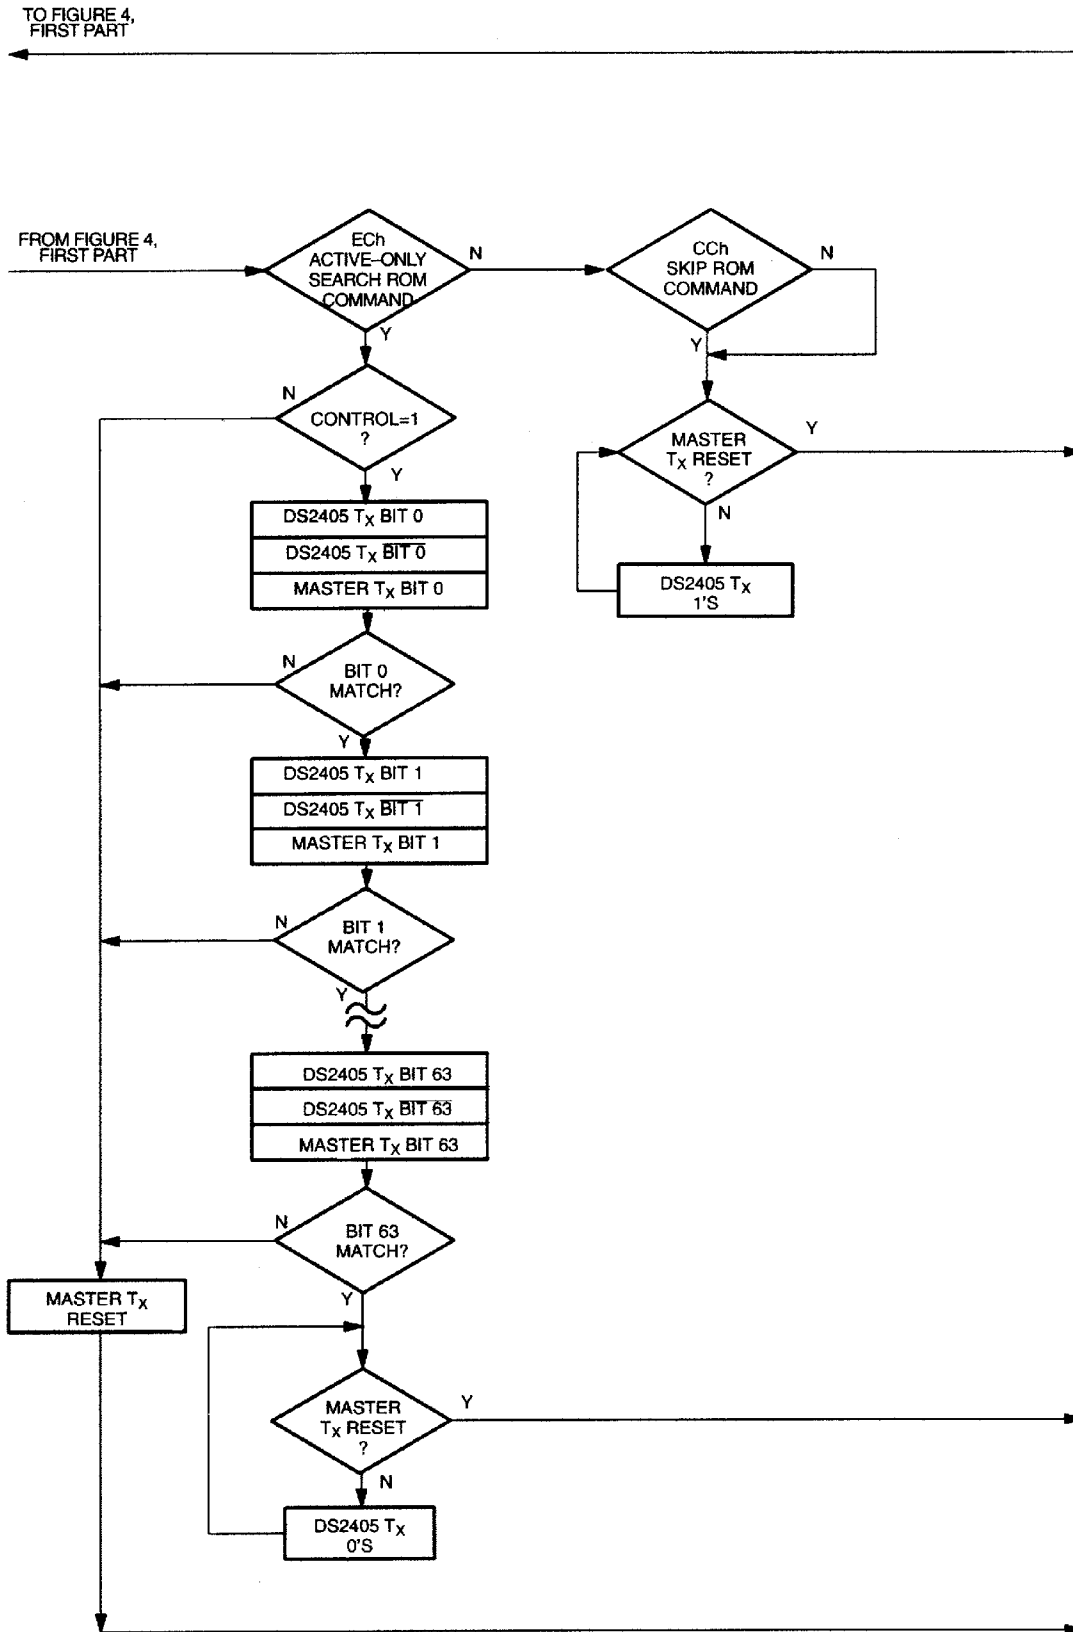 TO FIGURE 4,
FIRST PART
FROM FIGURE 4,
FIRST PART
ECh
ACTIVE–ONLY
SEARCH ROM
COMMAND
N
Y
CCh
SKIP ROM
COMMAND
N
Y
N
CONTROL=1
?
Y
MASTER
TX RESET
?
Y
N
DS2405 TX
1'S
DS2405 TX BIT 0
DS2405 TX BIT 0
MASTER TX BIT 0
N
BIT 0
MATCH?
Y
DS2405 TX BIT 1
DS2405 TX BIT 1
MASTER TX BIT 1
N
BIT 1
MATCH?
Y
DS2405 TX BIT 63
DS2405 TX BIT 63
MASTER TX BIT 63
N
BIT 63
MATCH?
Y
MASTER TX
RESET
MASTER
TX RESET
?
Y
N
DS2405 TX
0'S